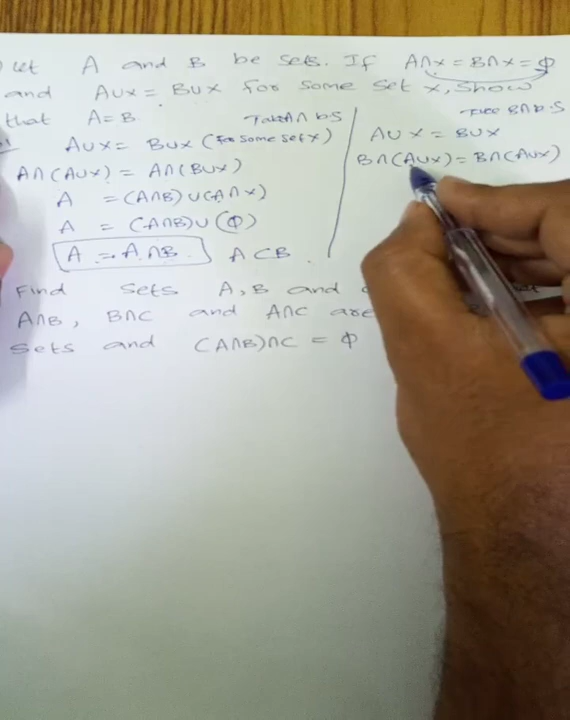 Let A and B be sets. If A∩X = B∩X = Φ
and A∪X = B∪X for some set X, Show
that A=B.
Take A∩ b.S
A∪X = B∪X (for some set X)
A∩(A∪X) = A∩(B∪X)
A = (A∩B)∪(A∩X)
A = (A∩B)∪(Φ)
A = A∩B A⊂B
Take B∩ b.S
A∪X = B∪X
B∩(A∪X) = B∩(A∪X)
Find Sets A, B and
A∩B, B∩C and A∩C are
Sets and (A∩B)∩C = Φ